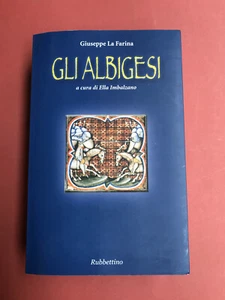 Giuseppe La Farina
GLI ALBIGESI
a cura di Ella Imbalzano
Rubbettino